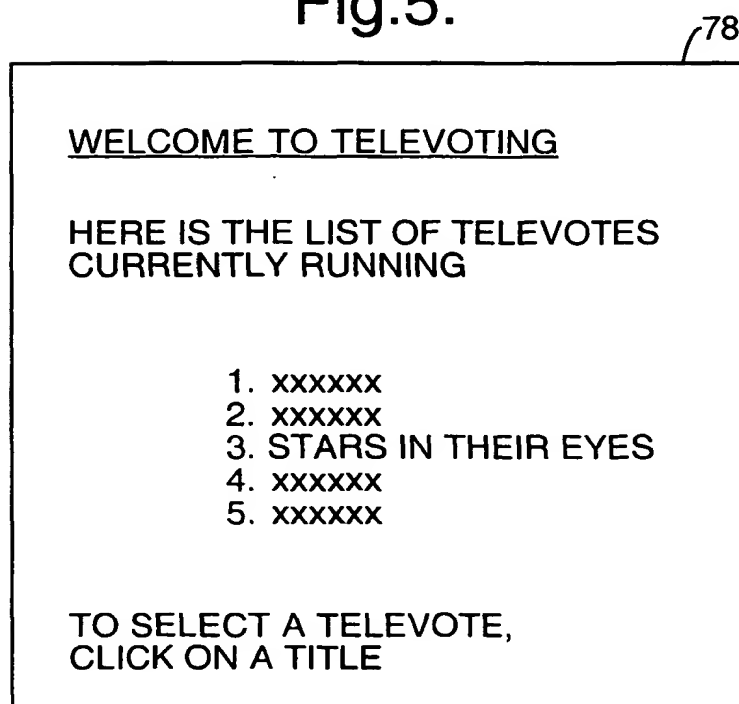 Fig.5.
78
WELCOME TO TELEVOTING
HERE IS THE LIST OF TELEVOTES
CURRENTLY RUNNING
1. xxxxxx
2. xxxxxx
3. STARS IN THEIR EYES
4. xxxxxx
5. xxxxxx
TO SELECT A TELEVOTE,
CLICK ON A TITLE